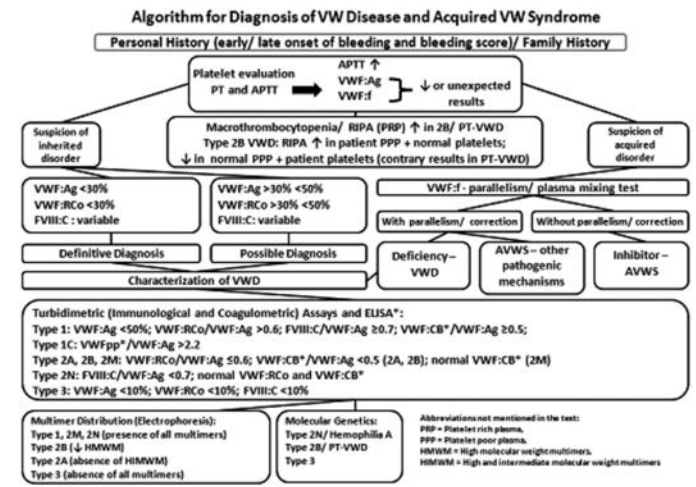 Algorithm for Diagnosis of VW Disease and Acquired VW Syndrome
Personal History (early/ late onset of bleeding and bleeding score)/ Family History
Platelet evaluation
PT and APTT
APTT ↑
VWF:Ag
VWF:f
↓ or unexpected
results
Suspicion of
inherited
disorder
Macrothrombocytopenia/ RIPA (PRP) ↑ in 2B/ PT-VWD
Type 2B VWD: RIPA ↑ in patient PPP + normal platelets;
↓ in normal PPP + patient platelets (contrary results in PT-VWD)
Suspicion of
acquired
disorder
VWF:Ag <30%
VWF:RCo <30%
FVIII:C : variable
VWF:Ag >30% <50%
VWF:RCo >30% <50%
FVIII:C: variable
VWF:f - parallelism/ plasma mixing test
With parallelism/ correction
Without parallelism/ correction
Definitive Diagnosis
Possible Diagnosis
Deficiency–
VWD
AVWS – other
pathogenic
mechanisms
Inhibitor –
AVWS
Characterization of VWD
Turbidimetric (Immunological and Coagulometric) Assays and ELISA*:
Type 1: VWF:Ag <50%; VWF:RCo/VWF:Ag >0.6; FVIII:C/VWF:Ag ≥0.7; VWF:CB*/VWF:Ag ≥0.5;
Type 1C: VWFpp*/VWF:Ag >2.2
Type 2A, 2B, 2M: VWF:RCo/VWF:Ag ≤0.6; VWF:CB*/VWF:Ag <0.5 (2A, 2B); normal VWF:CB* (2M)
Type 2N: FVIII:C/VWF:Ag <0.7; normal VWF:RCo and VWF:CB*
Type 3: VWF:Ag <10%; VWF:RCo <10%; FVIII:C <10%
Multimer Distribution (Electrophoresis):
Type 1, 2M, 2N (presence of all multimers)
Type 2B (↓ HMWM)
Type 2A (absence of HIMWM)
Type 3 (absence of all multimers)
Molecular Genetics:
Type 2N/ Hemophilia A
Type 2B/ PT-VWD
Type 3
Abbreviations not mentioned in the text:
PRP = Platelet rich plasma,
PPP = Platelet poor plasma,
HMWM = High molecular weight multimers,
HIMWM = High and intermediate molecular weight multimers